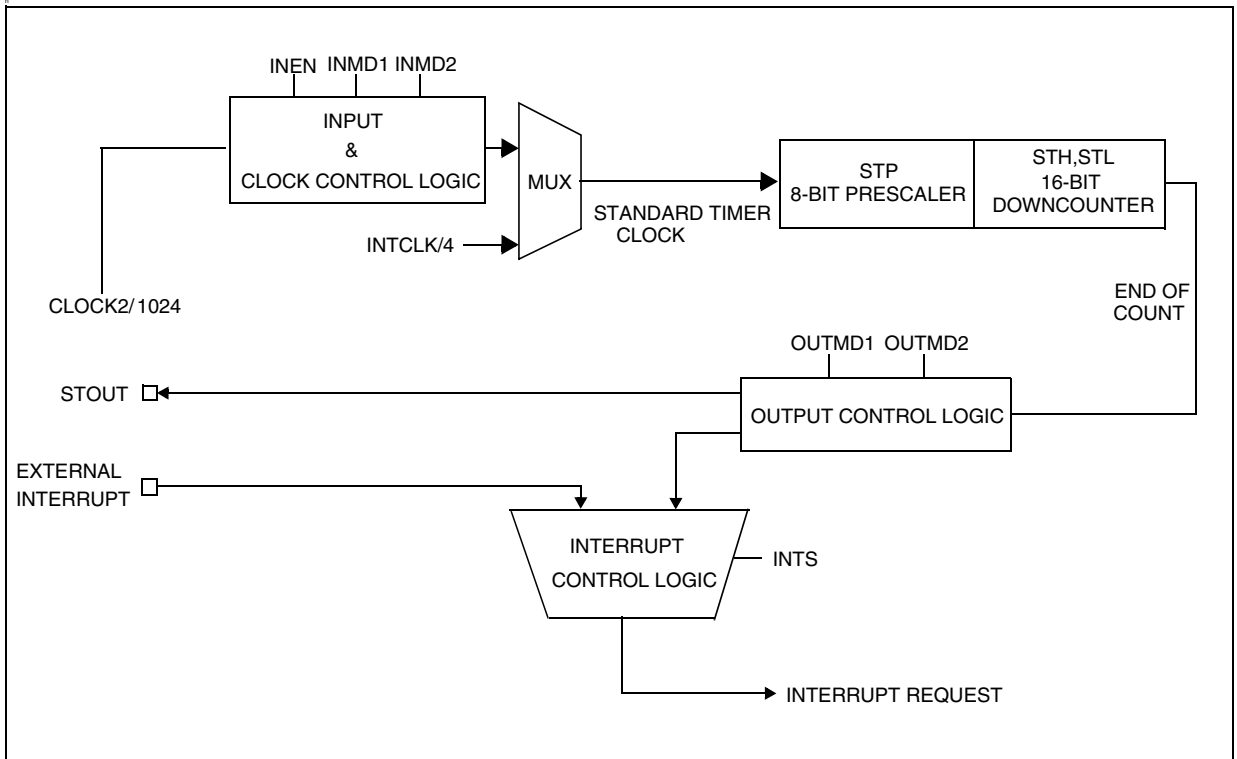 INEN INMD1 INMD2
INPUT
&
CLOCK CONTROL LOGIC
MUX
INTCLK/4
CLOCK2/1024
STANDARD TIMER
CLOCK
STP
8-BIT PRESCALER
STH,STL
16-BIT
DOWNCOUNTER
END OF
COUNT
OUTMD1 OUTMD2
OUTPUT CONTROL LOGIC
STOUT
EXTERNAL
INTERRUPT
INTERRUPT
CONTROL LOGIC
INTS
INTERRUPT REQUEST